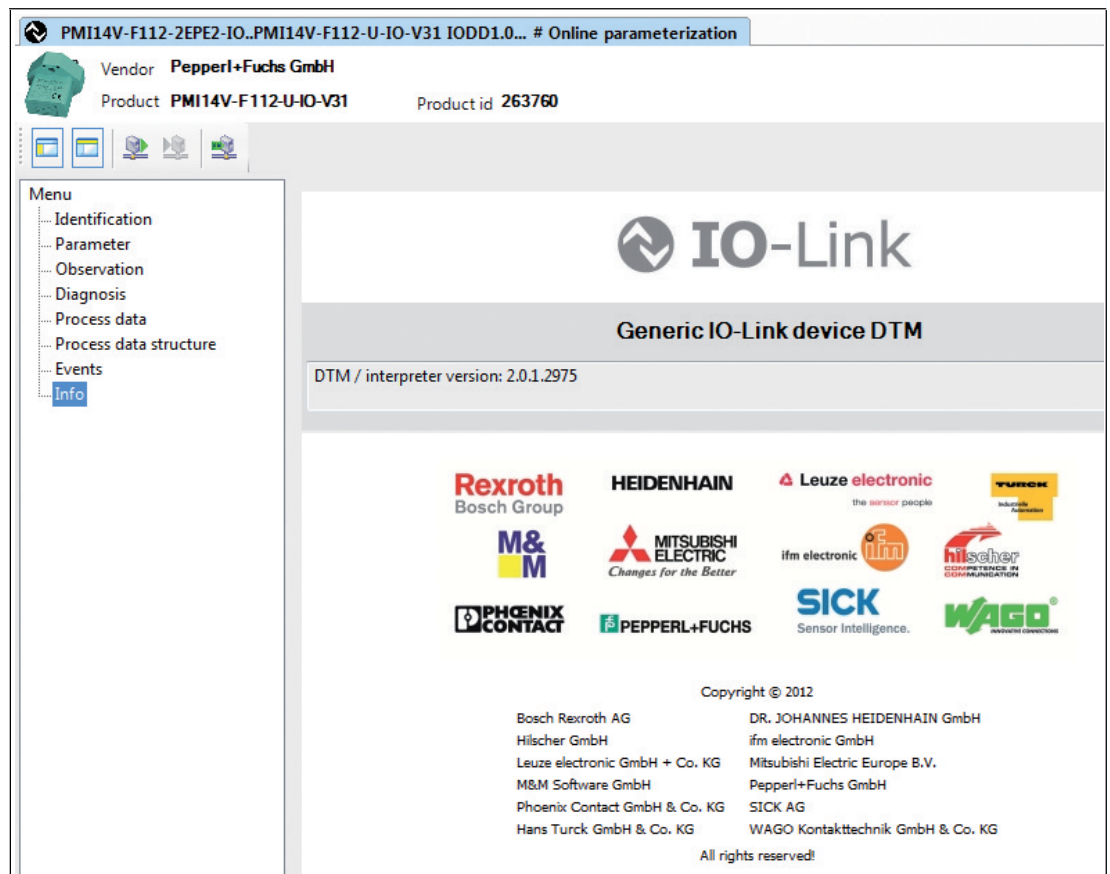 PMI14V-F112-2EPE2-IO..PMI14V-F112-U-IO-V31 IODD1.0... # Online parameterization
Vendor Pepperl+Fuchs GmbH
Product PMI14V-F112-U-IO-V31 Product id 263760
Menu
Identification
Parameter
Observation
Diagnosis
Process data
Process data structure
Events
Info
IO-Link
Generic IO-Link device DTM
DTM / interpreter version: 2.0.1.2975
Rexroth
Bosch Group
HEIDENHAIN
Leuze electronic
the sensor people
TURCK
Industrielle
Automation
M&
M
MITSUBISHI
ELECTRIC
Changes for the Better
ifm electronic
ifm
hilscher
COMPETENCE IN
COMMUNICATION
PHŒNIX
CONTACT
PEPPERL+FUCHS
SICK
Sensor Intelligence.
WAGO®
INNOVATIVE CONNECTIONS
Copyright © 2012
Bosch Rexroth AG DR. JOHANNES HEIDENHAIN GmbH
Hilscher GmbH ifm electronic GmbH
Leuze electronic GmbH + Co. KG Mitsubishi Electric Europe B.V.
M&M Software GmbH Pepperl+Fuchs GmbH
Phoenix Contact GmbH & Co. KG SICK AG
Hans Turck GmbH & Co. KG WAGO Kontakttechnik GmbH & Co. KG
All rights reserved!